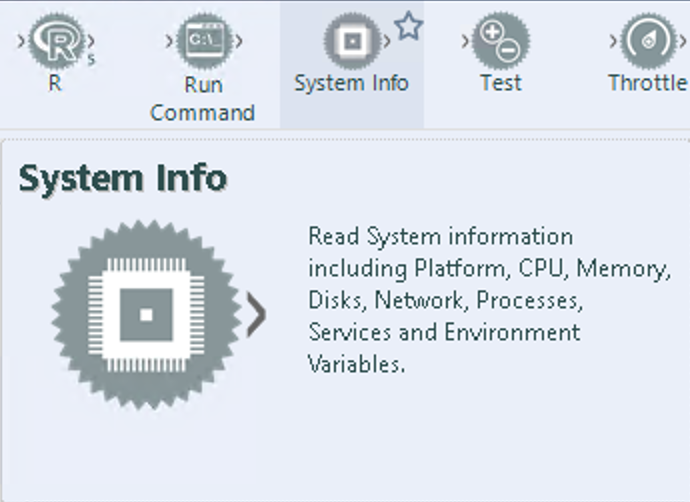 R
s
R
C:\_
Run
Command
System Info
Test
Throttle
System Info
Read System information
including Platform, CPU, Memory,
Disks, Network, Processes,
Services and Environment
Variables.